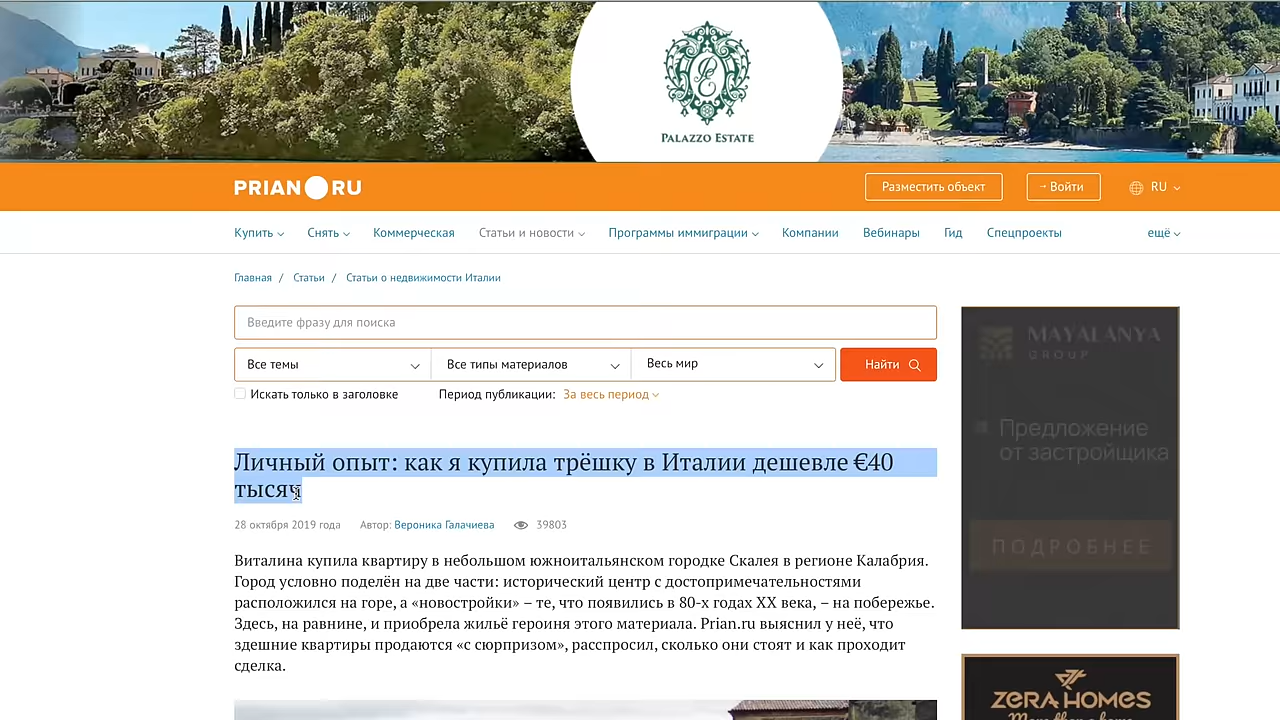 PALAZZO ESTATE
PRIAN RU
Разместить объект
Войти
RU
Купить
Снять
Коммерческая
Статьи и новости
Программы иммиграции
Компании
Вебинары
Гид
Спецпроекты
ещё
Главная / Статьи / Статьи о недвижимости Италии
Введите фразу для поиска
Все темы
Все типы материалов
Весь мир
Найти
Искать только в заголовке
Период публикации: За весь период
Личный опыт: как я купила трёшку в Италии дешевле €40
тысяч
28 октября 2019 года
Автор: Вероника Галачиева
39803
Виталина купила квартиру в небольшом южноитальянском городке Скалея в регионе Калабрия.
Город условно поделён на две части: исторический центр с достопримечательностями
расположился на горе, а «новостройки» – те, что появились в 80-х годах XX века, – на побережье.
Здесь, на равнине, и приобрела жильё героиня этого материала. Prian.ru выяснил у неё, что
здешние квартиры продаются «с сюрпризом», расспросил, сколько они стоят и как проходит
сделка.
MAYALANYA
GROUP
Предложение
от застройщика
ПОДРОБНЕЕ
ZERA HOMES
More than a home